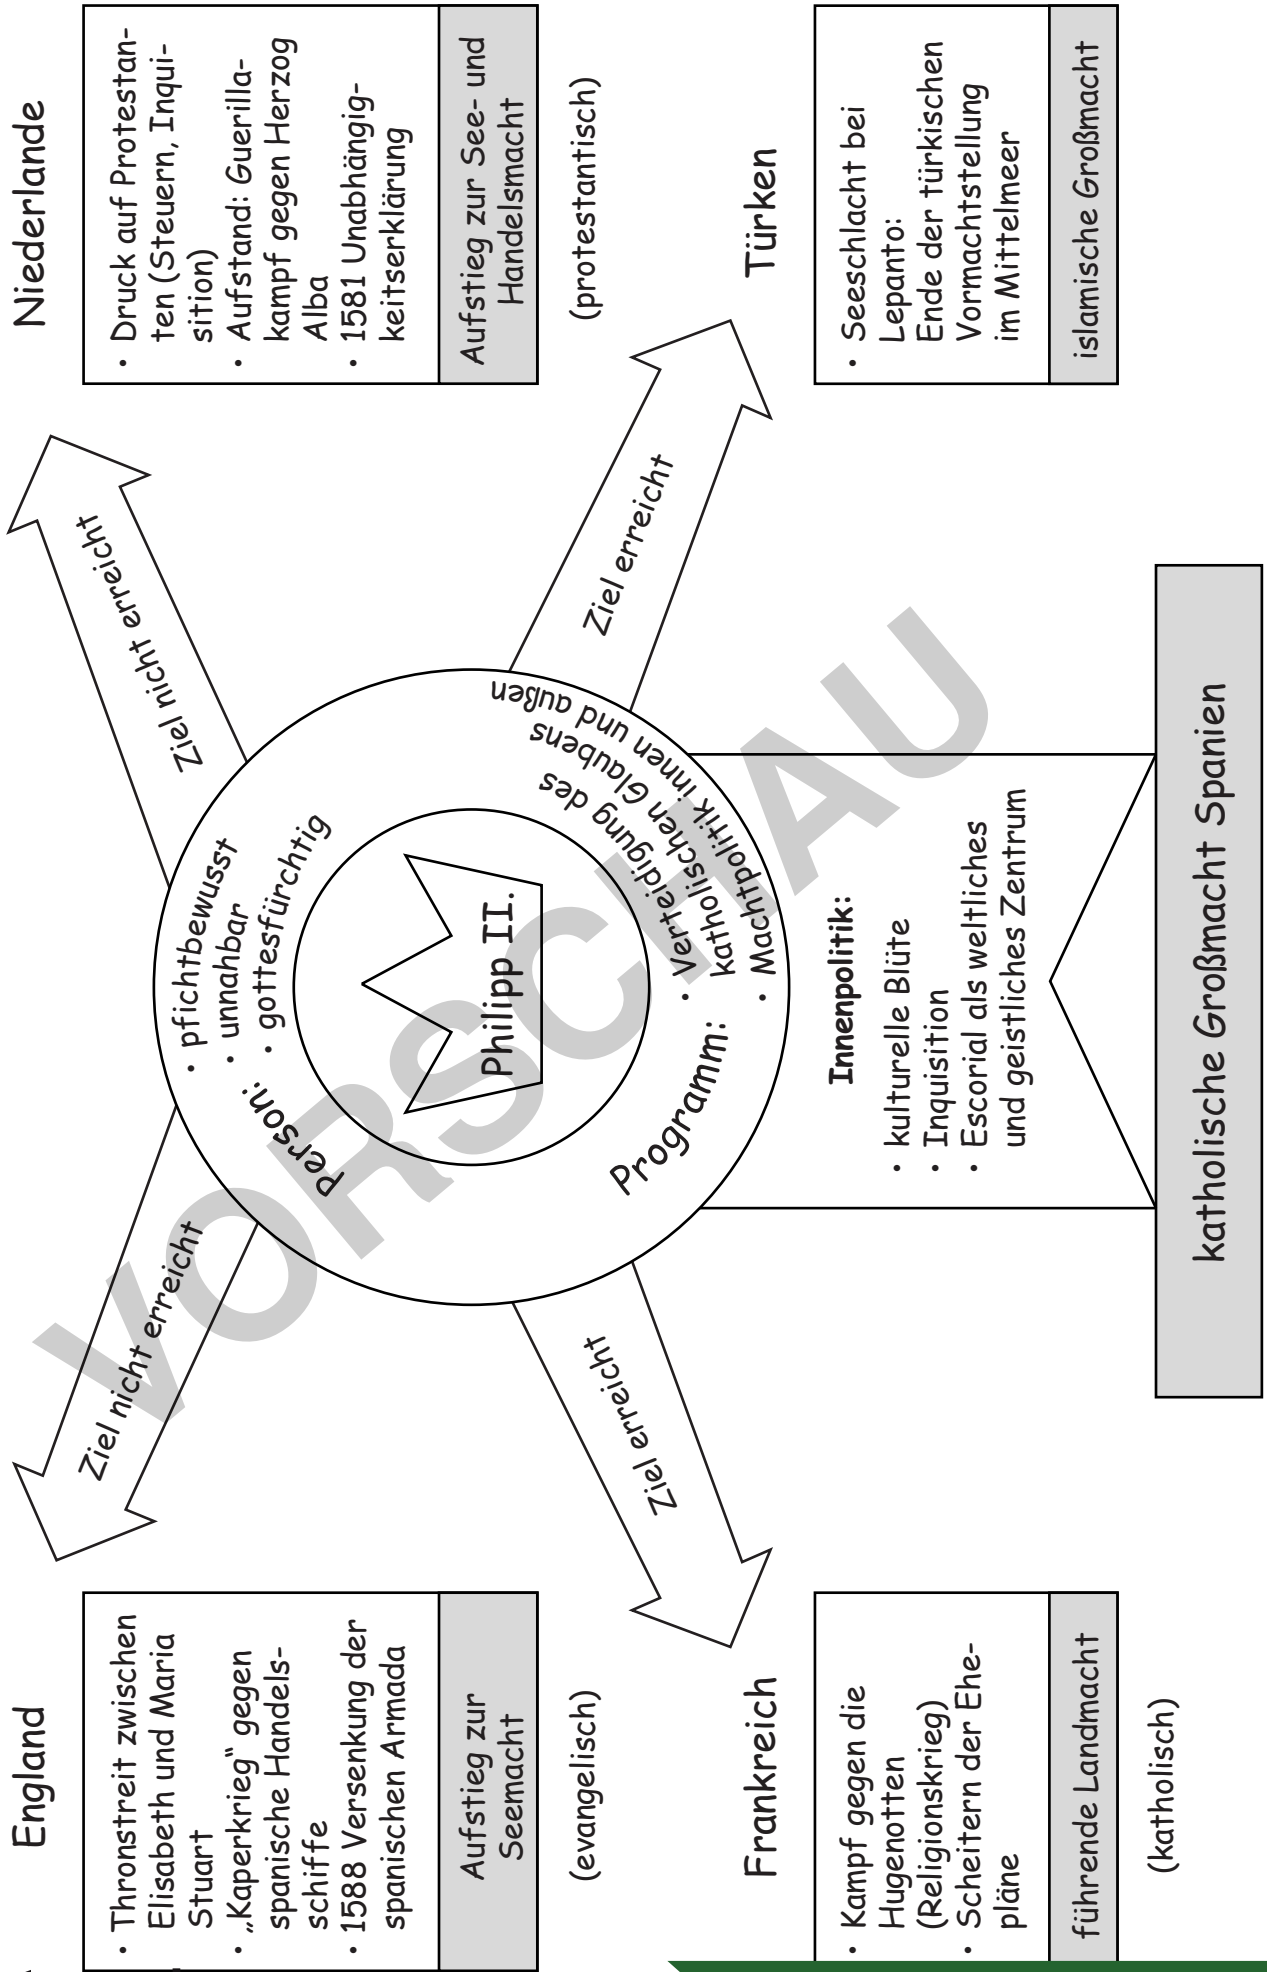 England
• Thronstreit zwischen
Elisabeth und Maria
Stuart
• „Kaperkrieg" gegen
spanische Handels-
schiffe
• 1588 Versenkung der
spanischen Armada
Aufstieg zur
Seemacht
(evangelisch)
Ziel nicht erreicht
Niederlande
• Druck auf Protestan-
ten (Steuern, Inqui-
sition)
• Aufstand: Guerilla-
kampf gegen Herzog
Alba
• 1581 Unabhängig-
keitserklärung
Aufstieg zur See- und
Handelsmacht
(protestantisch)
Ziel nicht erreicht
Person:
• pfichtbewusst
• unnahbar
• gottesfürchtig
Philipp II.
Programm:
• Verteidigung des
katholischen Glaubens
• Machtpolitik innen und außen
Ziel erreicht
Frankreich
• Kampf gegen die
Hugenotten
(Religionskrieg)
• Scheitern der Ehe-
pläne
führende Landmacht
(katholisch)
Ziel erreicht
Türken
• Seeschlacht bei
Lepanto:
Ende der türkischen
Vormachtstellung
im Mittelmeer
islamische Großmacht
Innenpolitik:
• kulturelle Blüte
• Inquisition
• Escorial als weltliches
und geistliches Zentrum
katholische Großmacht Spanien
VORSCHAU